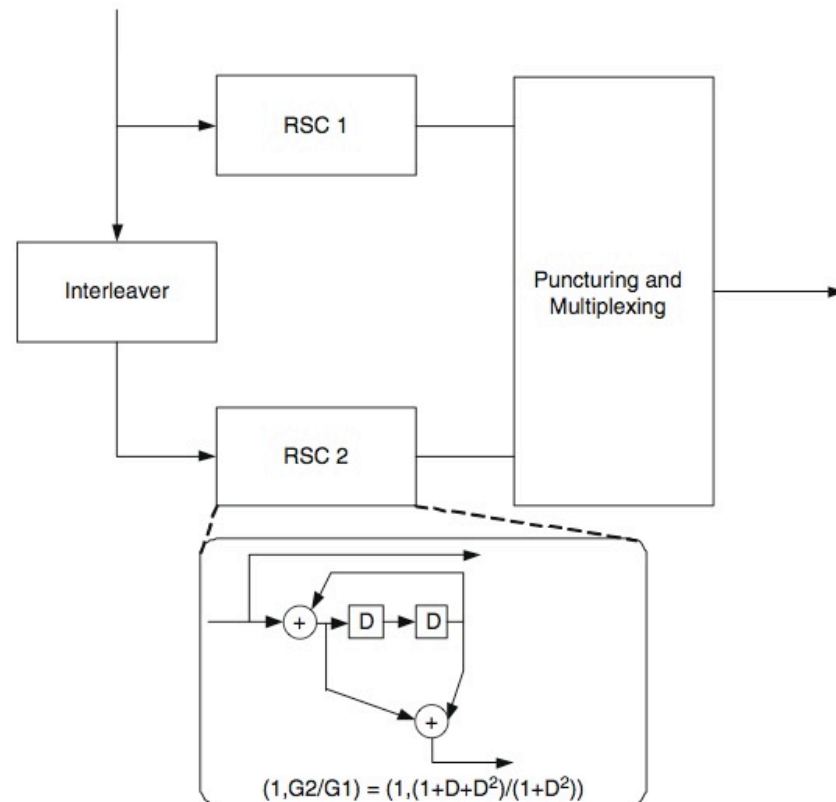 RSC 1
Interleaver
Puncturing and
Multiplexing
RSC 2
+
D
D
+
(1,G2/G1) = (1,(1+D+D²)/(1+D²))